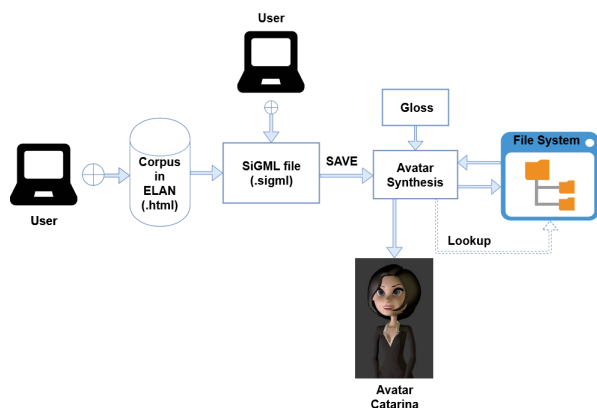 User
User
Corpus
in
ELAN
(.html)
SiGML file
(.sigml)
SAVE
Gloss
Avatar
Synthesis
File System
Lookup
Avatar
Catarina